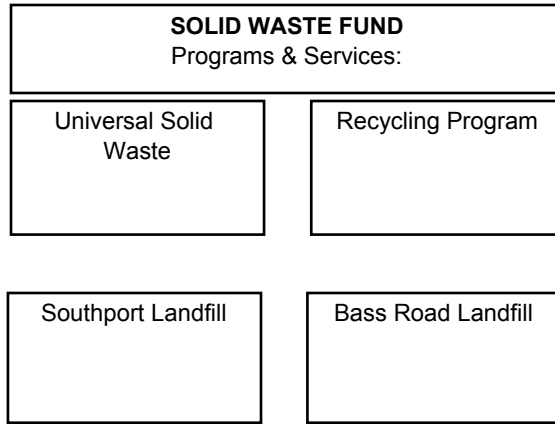 SOLID WASTE FUND
Programs & Services:
Universal Solid
Waste
Recycling Program
Southport Landfill
Bass Road Landfill